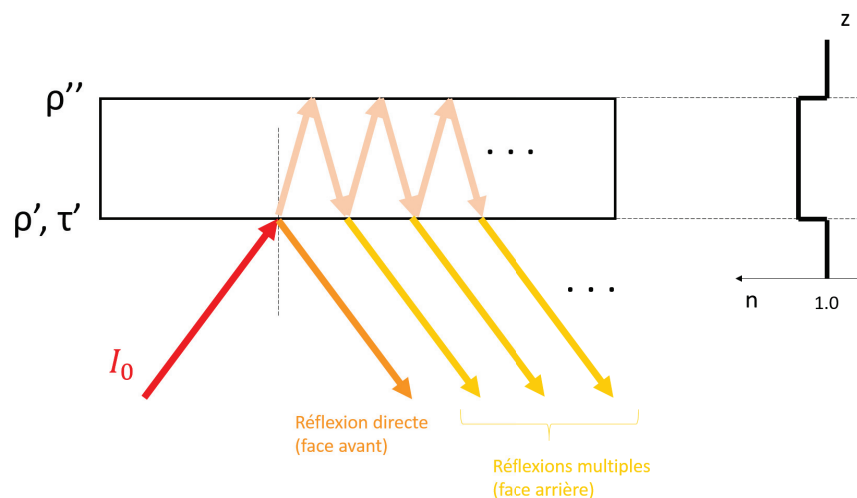 z
ρ''
ρ', τ'
. . .
. . .
n
1.0
I₀
Réflexion directe
(face avant)
Réflexions multiples
(face arrière)